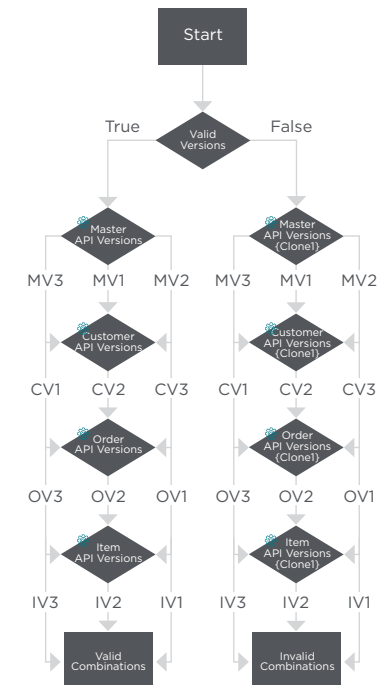 Start
True
False
Valid
Versions
Master
API Versions
Master
API Versions
{Clone1}
MV3 MV1 MV2
MV3 MV1 MV2
Customer
API Versions
Customer
API Versions
{Clone1}
CV1 CV2 CV3
CV1 CV2 CV3
Order
API Versions
Order
API Versions
{Clone1}
OV3 OV2 OV1
OV3 OV2 OV1
Item
API Versions
Item
API Versions
{Clone1}
IV3 IV2 IV1
IV3 IV2 IV1
Valid
Combinations
Invalid
Combinations